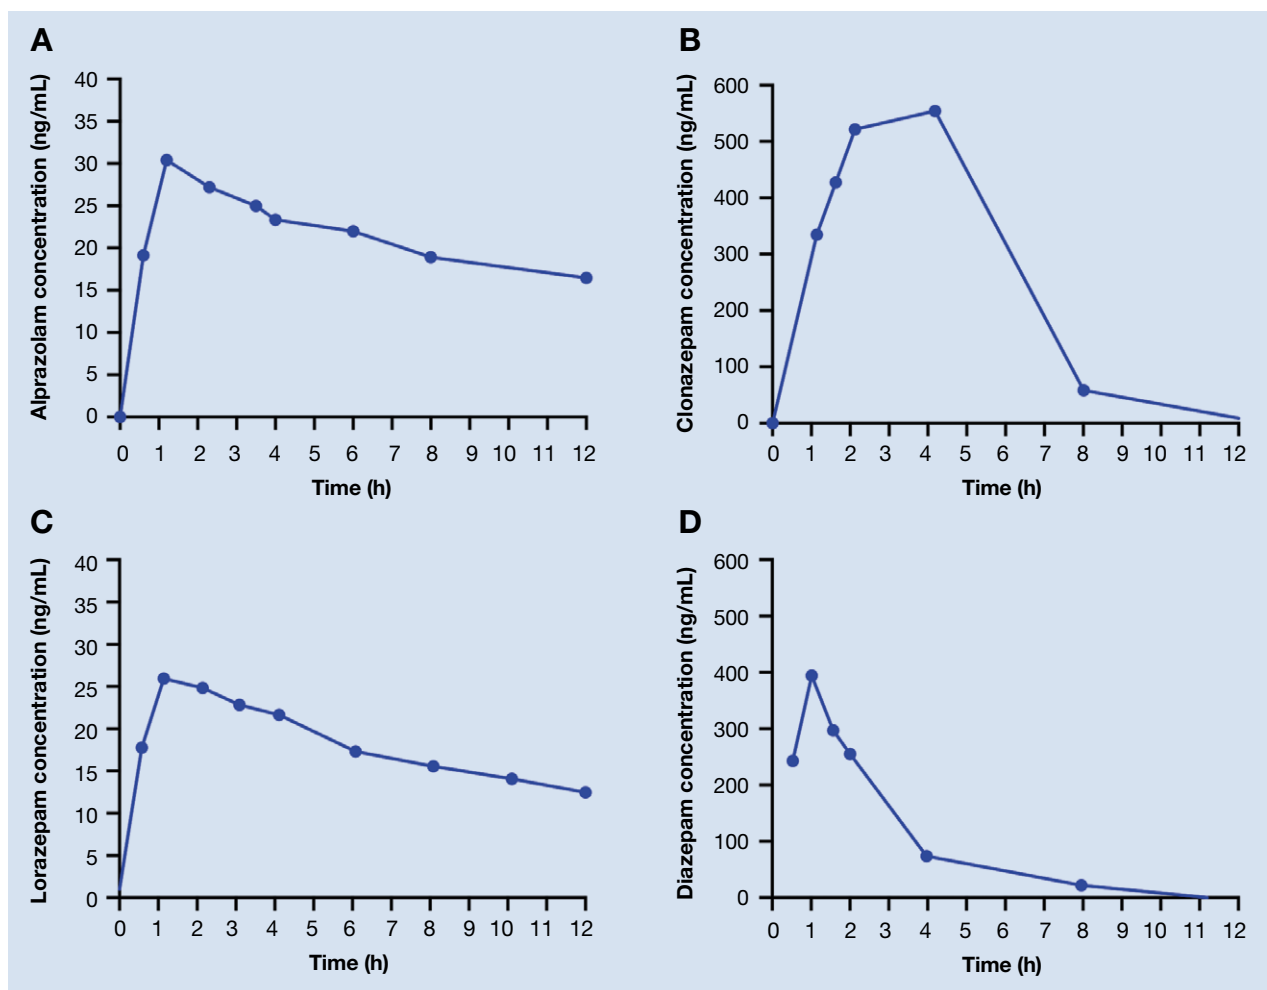 A
Alprazolam concentration (ng/mL)
40
35
30
25
20
15
10
5
0
0 1 2 3 4 5 6 7 8 9 10 11 12
Time (h)
B
Clonazepam concentration (ng/mL)
600
500
400
300
200
100
0
0 1 2 3 4 5 6 7 8 9 10 11 12
Time (h)
C
Lorazepam concentration (ng/mL)
40
35
30
25
20
15
10
5
0
0 1 2 3 4 5 6 7 8 9 10 11 12
Time (h)
D
Diazepam concentration (ng/mL)
600
500
400
300
200
100
0
0 1 2 3 4 5 6 7 8 9 10 11 12
Time (h)